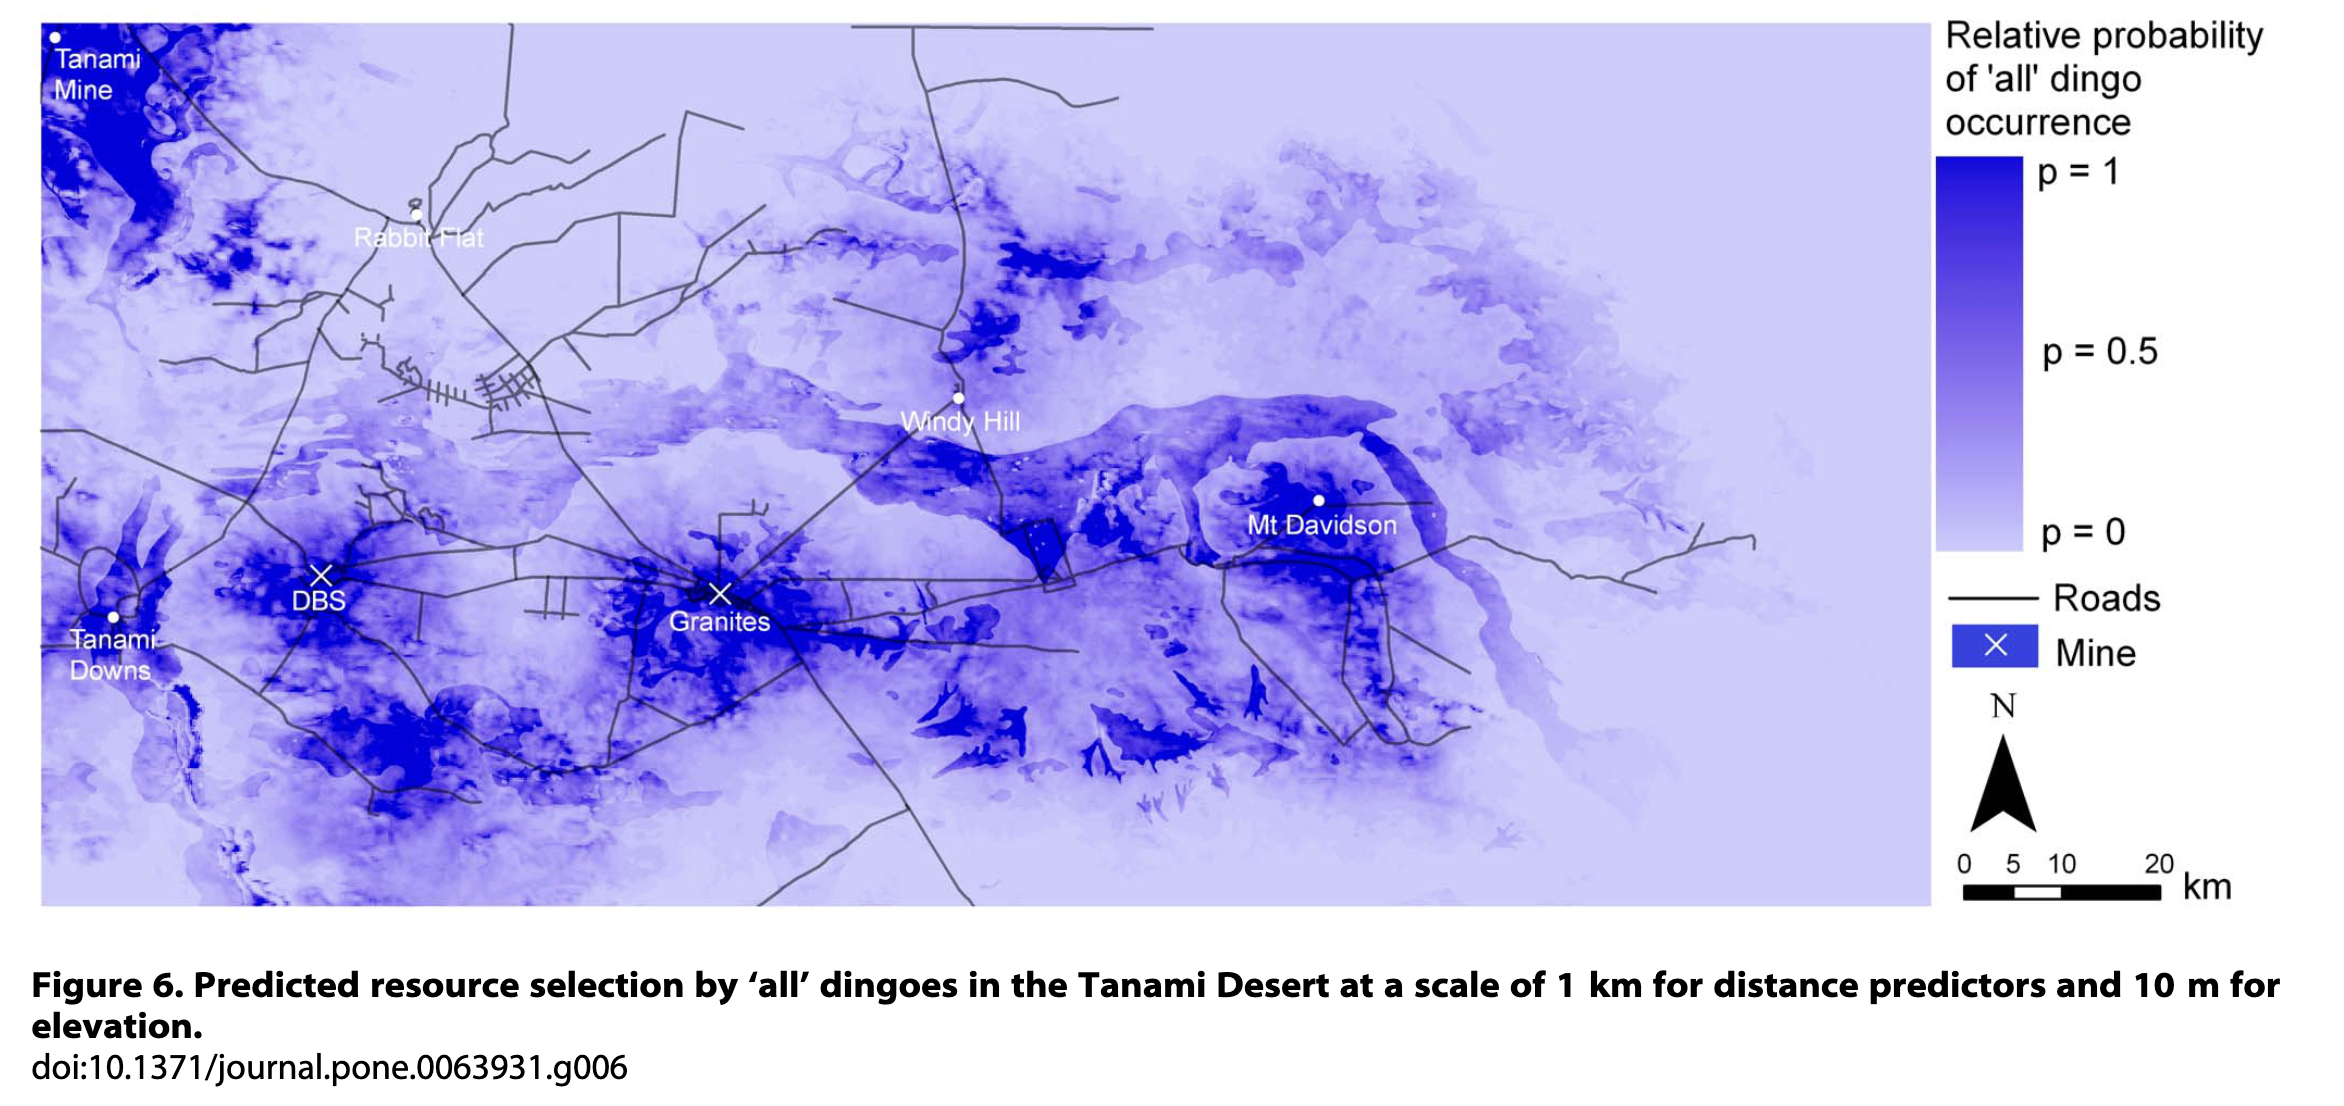 Tanami
Mine
Rabbit Flat
Windy Hill
Mt Davidson
DBS
Granites
Tanami
Downs
Relative probability
of 'all' dingo
occurrence
p = 1
p = 0.5
p = 0
Roads
Mine
N
0 5 10 20
km
Figure 6. Predicted resource selection by ‘all’ dingoes in the Tanami Desert at a scale of 1 km for distance predictors and 10 m for
elevation.
doi:10.1371/journal.pone.0063931.g006